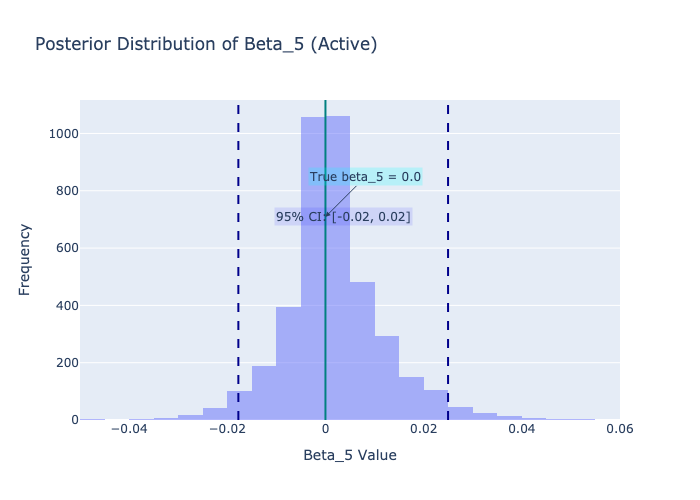 Posterior Distribution of Beta_5 (Active)
1000
800
600
400
200
0
Frequency
True beta_5 = 0.0
95% CI: [-0.02, 0.02]
−0.04
−0.02
0
0.02
0.04
0.06
Beta_5 Value